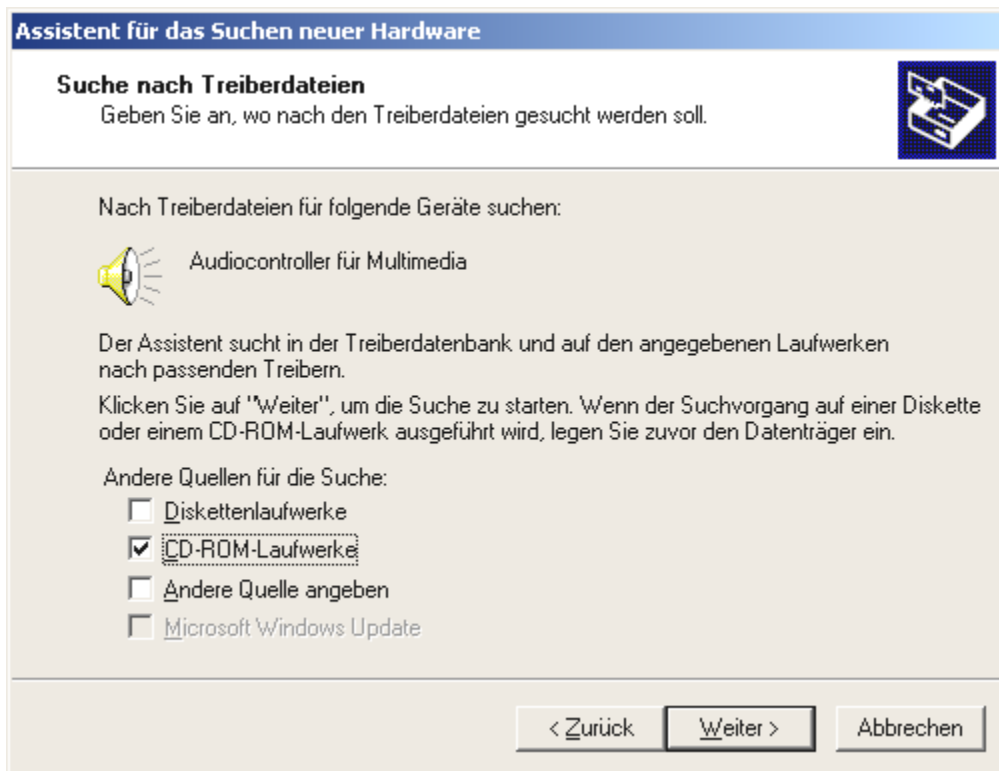 Assistent für das Suchen neuer Hardware
Suche nach Treiberdateien
Geben Sie an, wo nach den Treiberdateien gesucht werden soll.
Nach Treiberdateien für folgende Geräte suchen:
Audiocontroller für Multimedia
Der Assistent sucht in der Treiberdatenbank und auf den angegebenen Laufwerken
nach passenden Treibern.
Klicken Sie auf "Weiter", um die Suche zu starten. Wenn der Suchvorgang auf einer Diskette
oder einem CD-ROM-Laufwerk ausgeführt wird, legen Sie zuvor den Datenträger ein.
Andere Quellen für die Suche:
Diskettenlaufwerke
CD-ROM-Laufwerke
Andere Quelle angeben
Microsoft Windows Update
< Zurück Weiter > Abbrechen